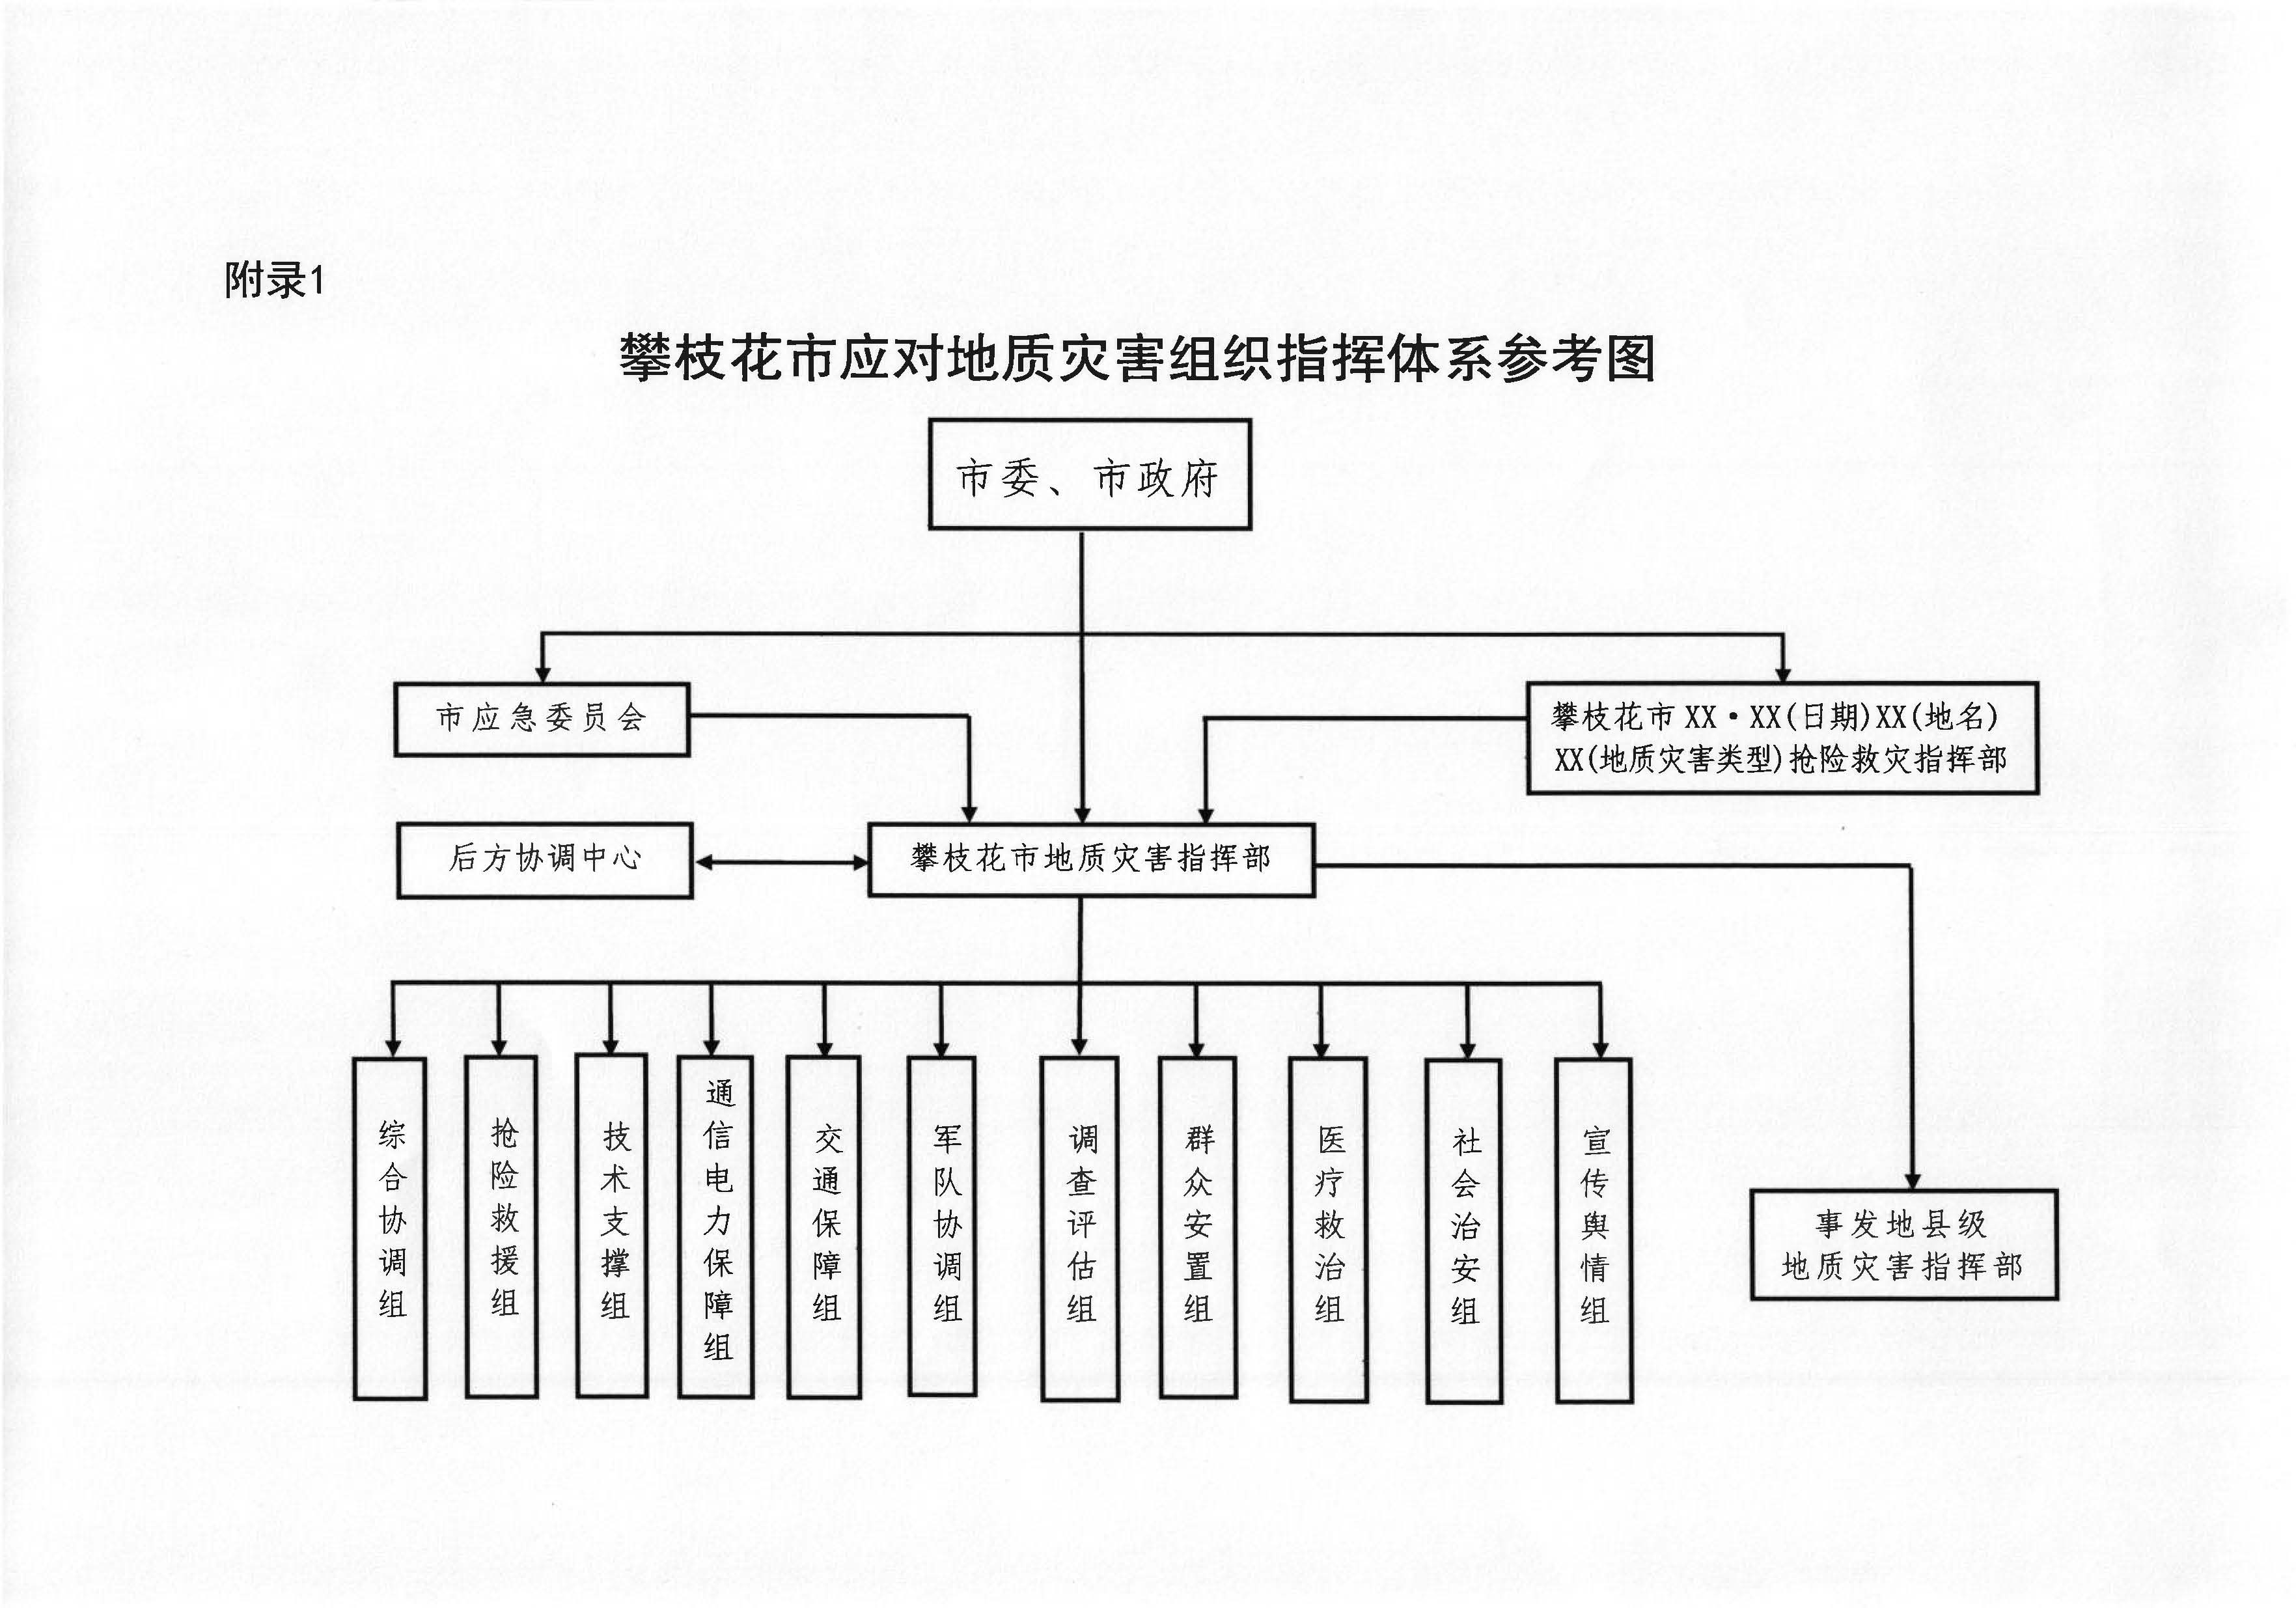 附录1
攀枝花市应对地质灾害组织指挥体系参考图
市委、市政府
市应急委员会
攀枝花市XX·XX(日期)XX(地名)
XX(地质灾害类型)抢险救灾指挥部
后方协调中心
攀枝花市地质灾害指挥部
综合协调组
抢险救援组
技术支撑组
通信电力保障组
交通保障组
军队协调组
调查评估组
群众安置组
医疗救治组
社会治安组
宣传舆情组
事发地县级
地质灾害指挥部